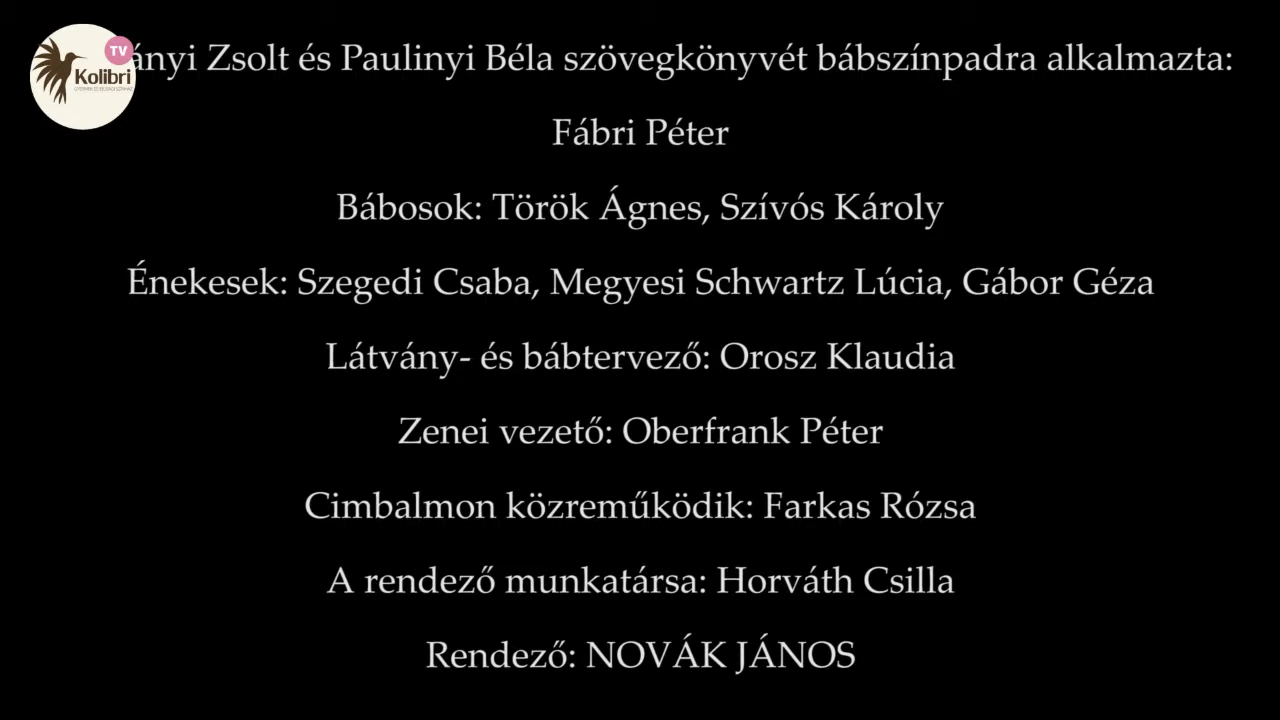 TV
Kolibri
Zsolt és Paulinyi Béla szövegkönyvét bábszínpadra alkalmazta:
Fábri Péter
Bábosok: Török Ágnes, Szívós Károly
Énekesek: Szegedi Csaba, Megyesi Schwartz Lúcia, Gábor Géza
Látvány- és bábtervező: Orosz Klaudia
Zenei vezető: Oberfrank Péter
Cimbalmon közreműködik: Farkas Rózsa
A rendező munkatársa: Horváth Csilla
Rendező: NOVÁK JÁNOS